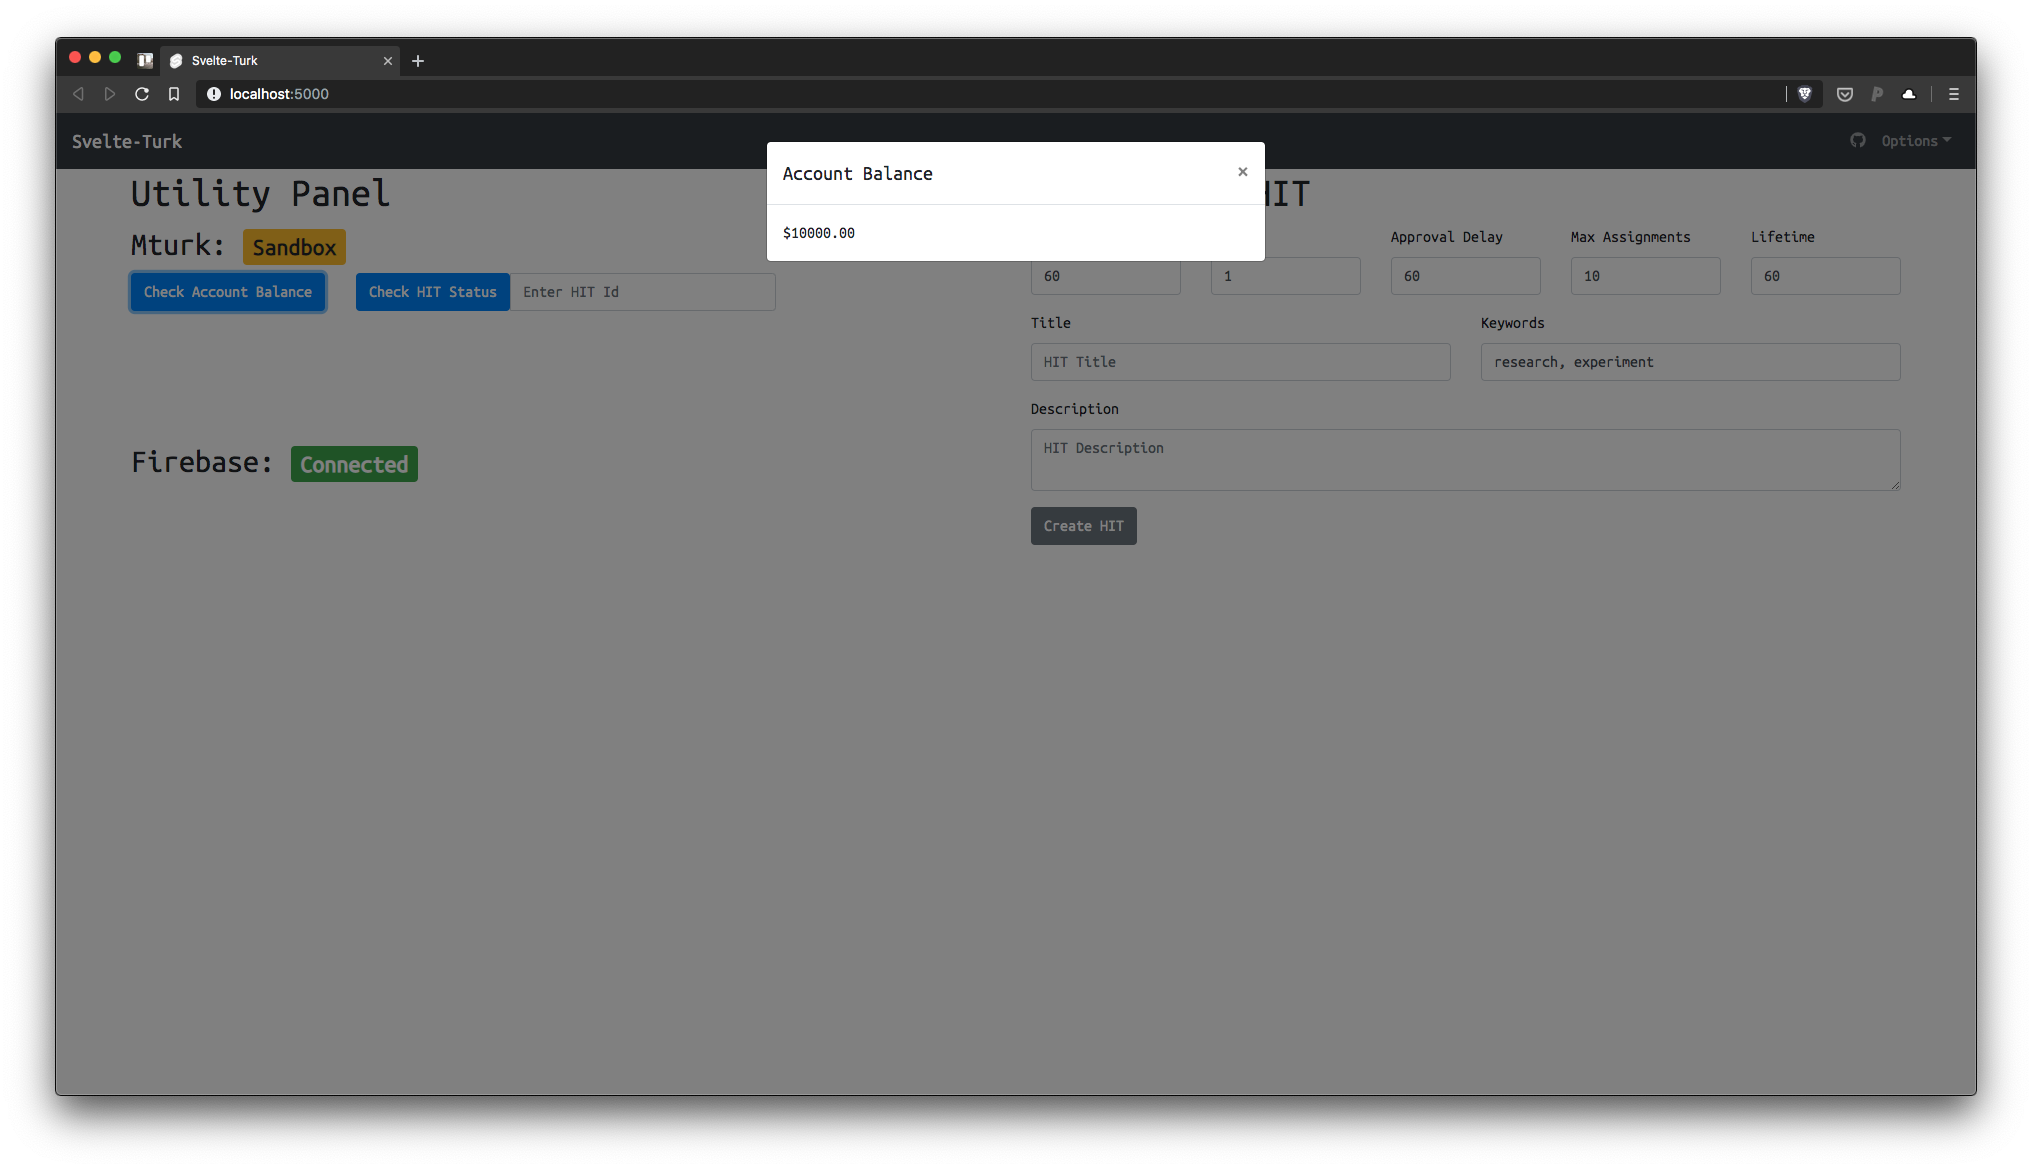 Svelte-Turk
localhost:5000
Svelte-Turk
Options
Account Balance
×
$10000.00
Utility Panel
HIT
Mturk: Sandbox
Check Account Balance
Check HIT Status
Enter HIT Id
Approval Delay
Max Assignments
Lifetime
60
1
60
10
60
Title
Keywords
HIT Title
research, experiment
Description
HIT Description
Firebase: Connected
Create HIT